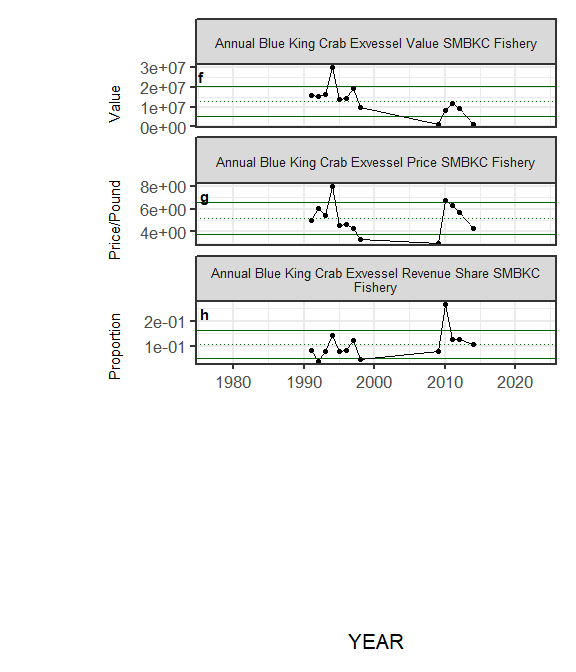 Annual Blue King Crab Exvessel Value SMBKC Fishery
f
Value
3e+07
2e+07
1e+07
0e+00
Annual Blue King Crab Exvessel Price SMBKC Fishery
g
Price/Pound
8e+00
6e+00
4e+00
Annual Blue King Crab Exvessel Revenue Share SMBKC
Fishery
h
Proportion
2e-01
1e-01
1980 1990 2000 2010 2020
YEAR